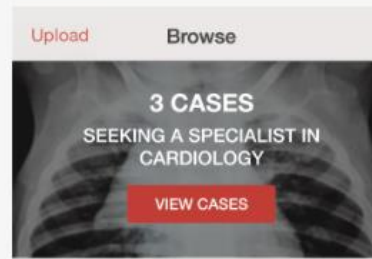 Upload Browse
3 CASES
SEEKING A SPECIALIST IN
CARDIOLOGY
VIEW CASES